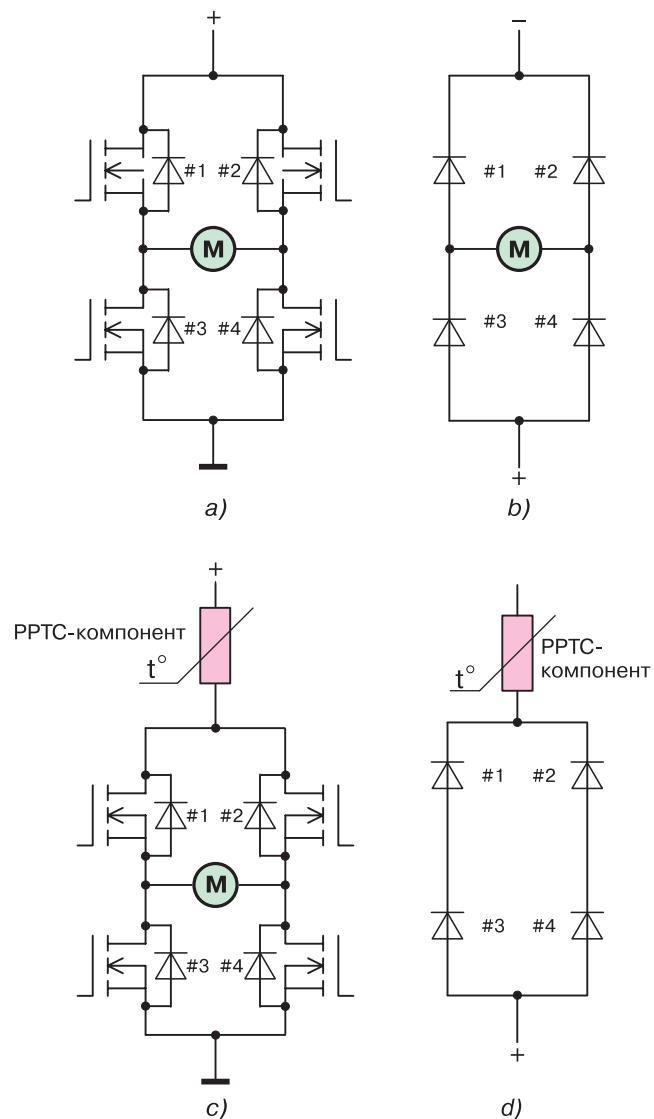 +
–
#1 #2
#1 #2
M
M
#3 #4
#3 #4
+
a)
b)
+
PPTC-компонент
t°
PPTC-
компонент
t°
#1 #2
#1 #2
M
#3 #4
#3 #4
+
c)
d)